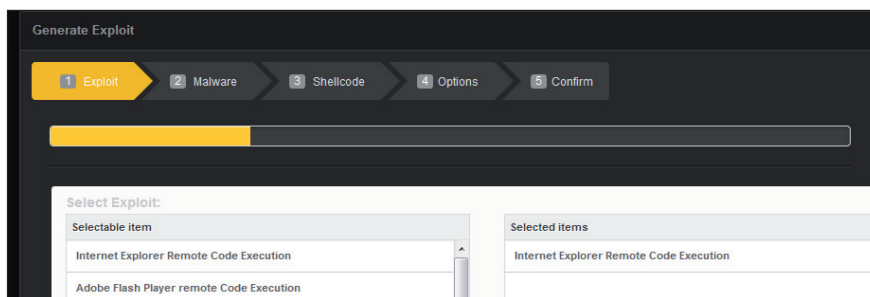 Generate Exploit
1 Exploit 2 Malware 3 Shellcode 4 Options 5 Confirm
Select Exploit:
Selectable item Selected items
Internet Explorer Remote Code Execution Internet Explorer Remote Code Execution
Adobe Flash Player remote Code Execution